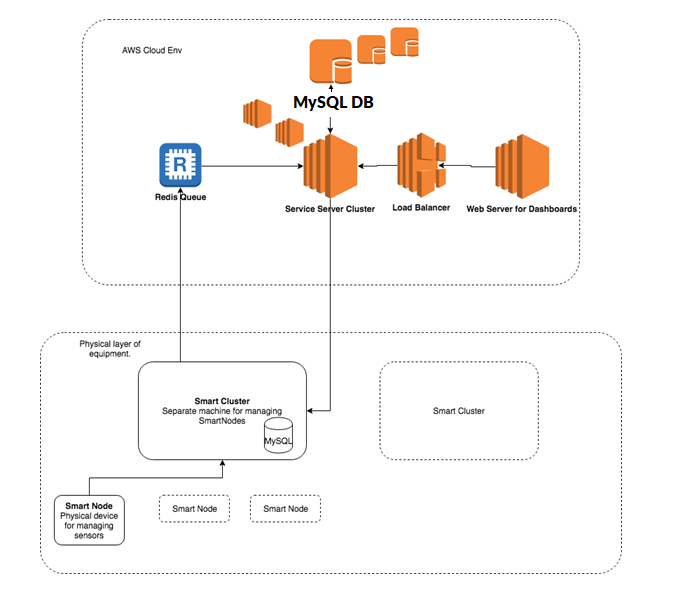 AWS Cloud Env
MySQL DB
R
Redis Queue
Service Server Cluster
Load Balancer
Web Server for Dashboards
Physical layer of
equipment.
Smart Cluster
Separate machine for managing
SmartNodes
MySQL
Smart Cluster
Smart Node
Physical device
for managing
sensors
Smart Node
Smart Node